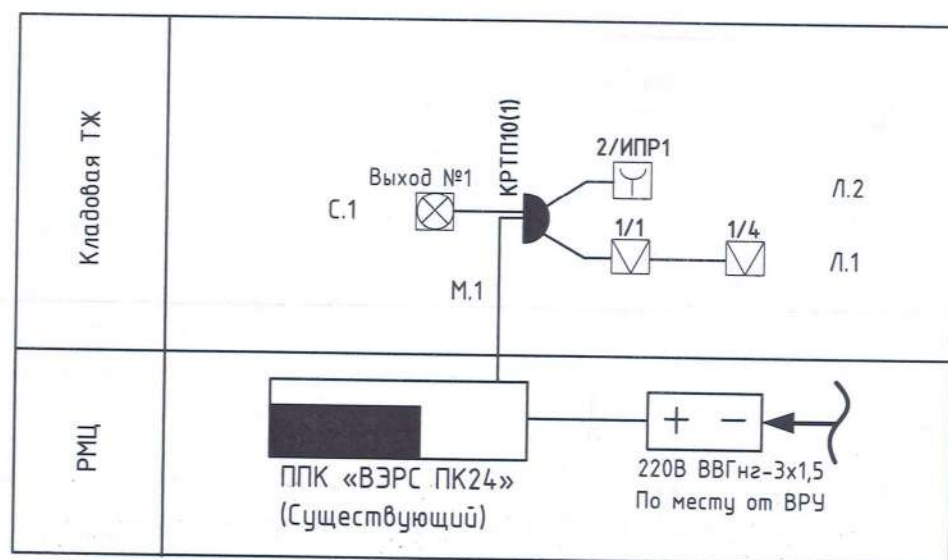 Кладовая ТЖ
КРТП10(1)
2/ИПР1
Выход №1
С.1
Л.2
1/1
1/4
Л.1
М.1
РМЦ
+ -
ППК «ВЭРС ПК24»
(Существующий)
220В ВВГнг-3х1,5
По месту от ВРУ